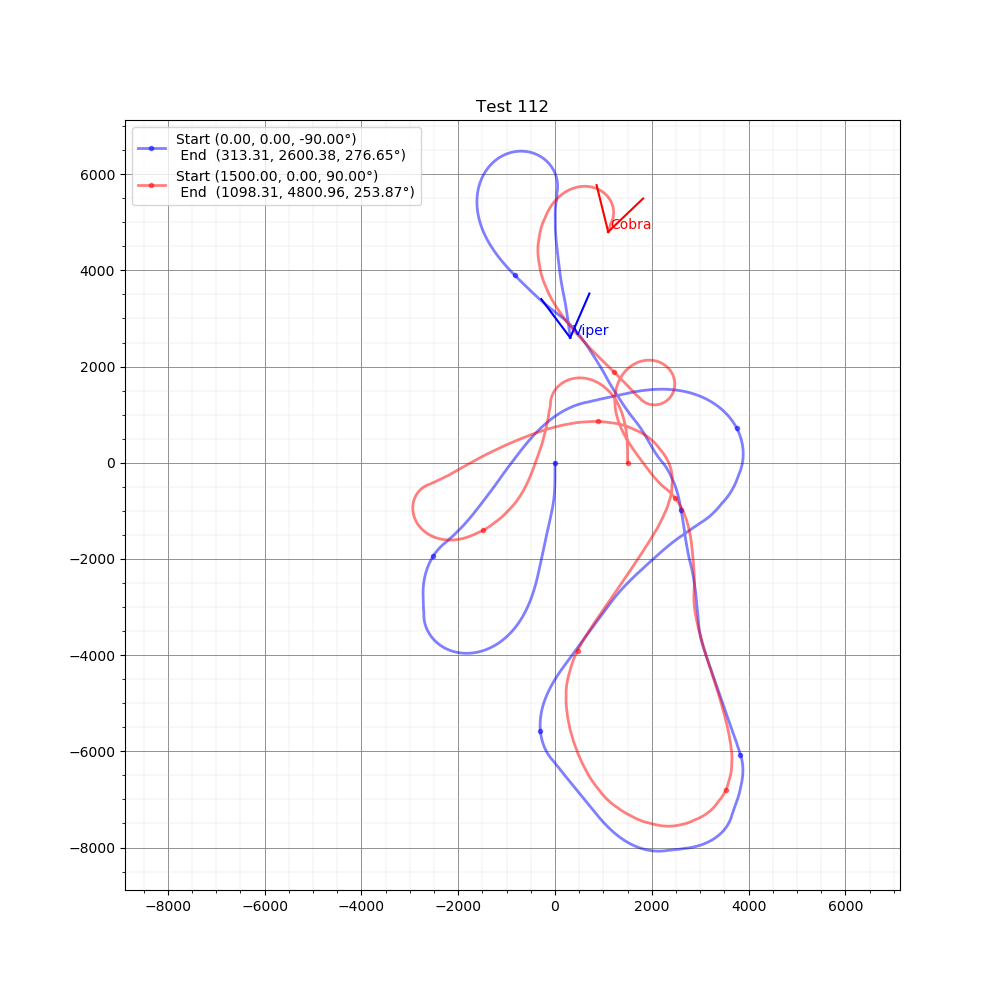 Test 112
Start (0.00, 0.00, -90.00°)
End  (313.31, 2600.38, 276.65°)
Start (1500.00, 0.00, 90.00°)
End  (1098.31, 4800.96, 253.87°)
6000
4000
2000
0
−2000
−4000
−6000
−8000
Cobra
Viper
−8000 −6000 −4000 −2000 0 2000 4000 6000